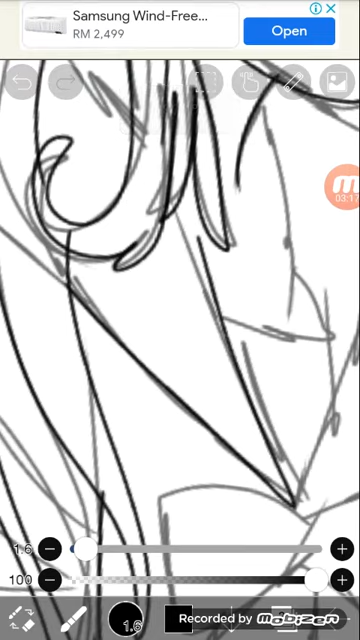 Samsung Wind-Free...
RM 2,499
Open
03:17
1.6
100
1.6
Recorded by mobizen